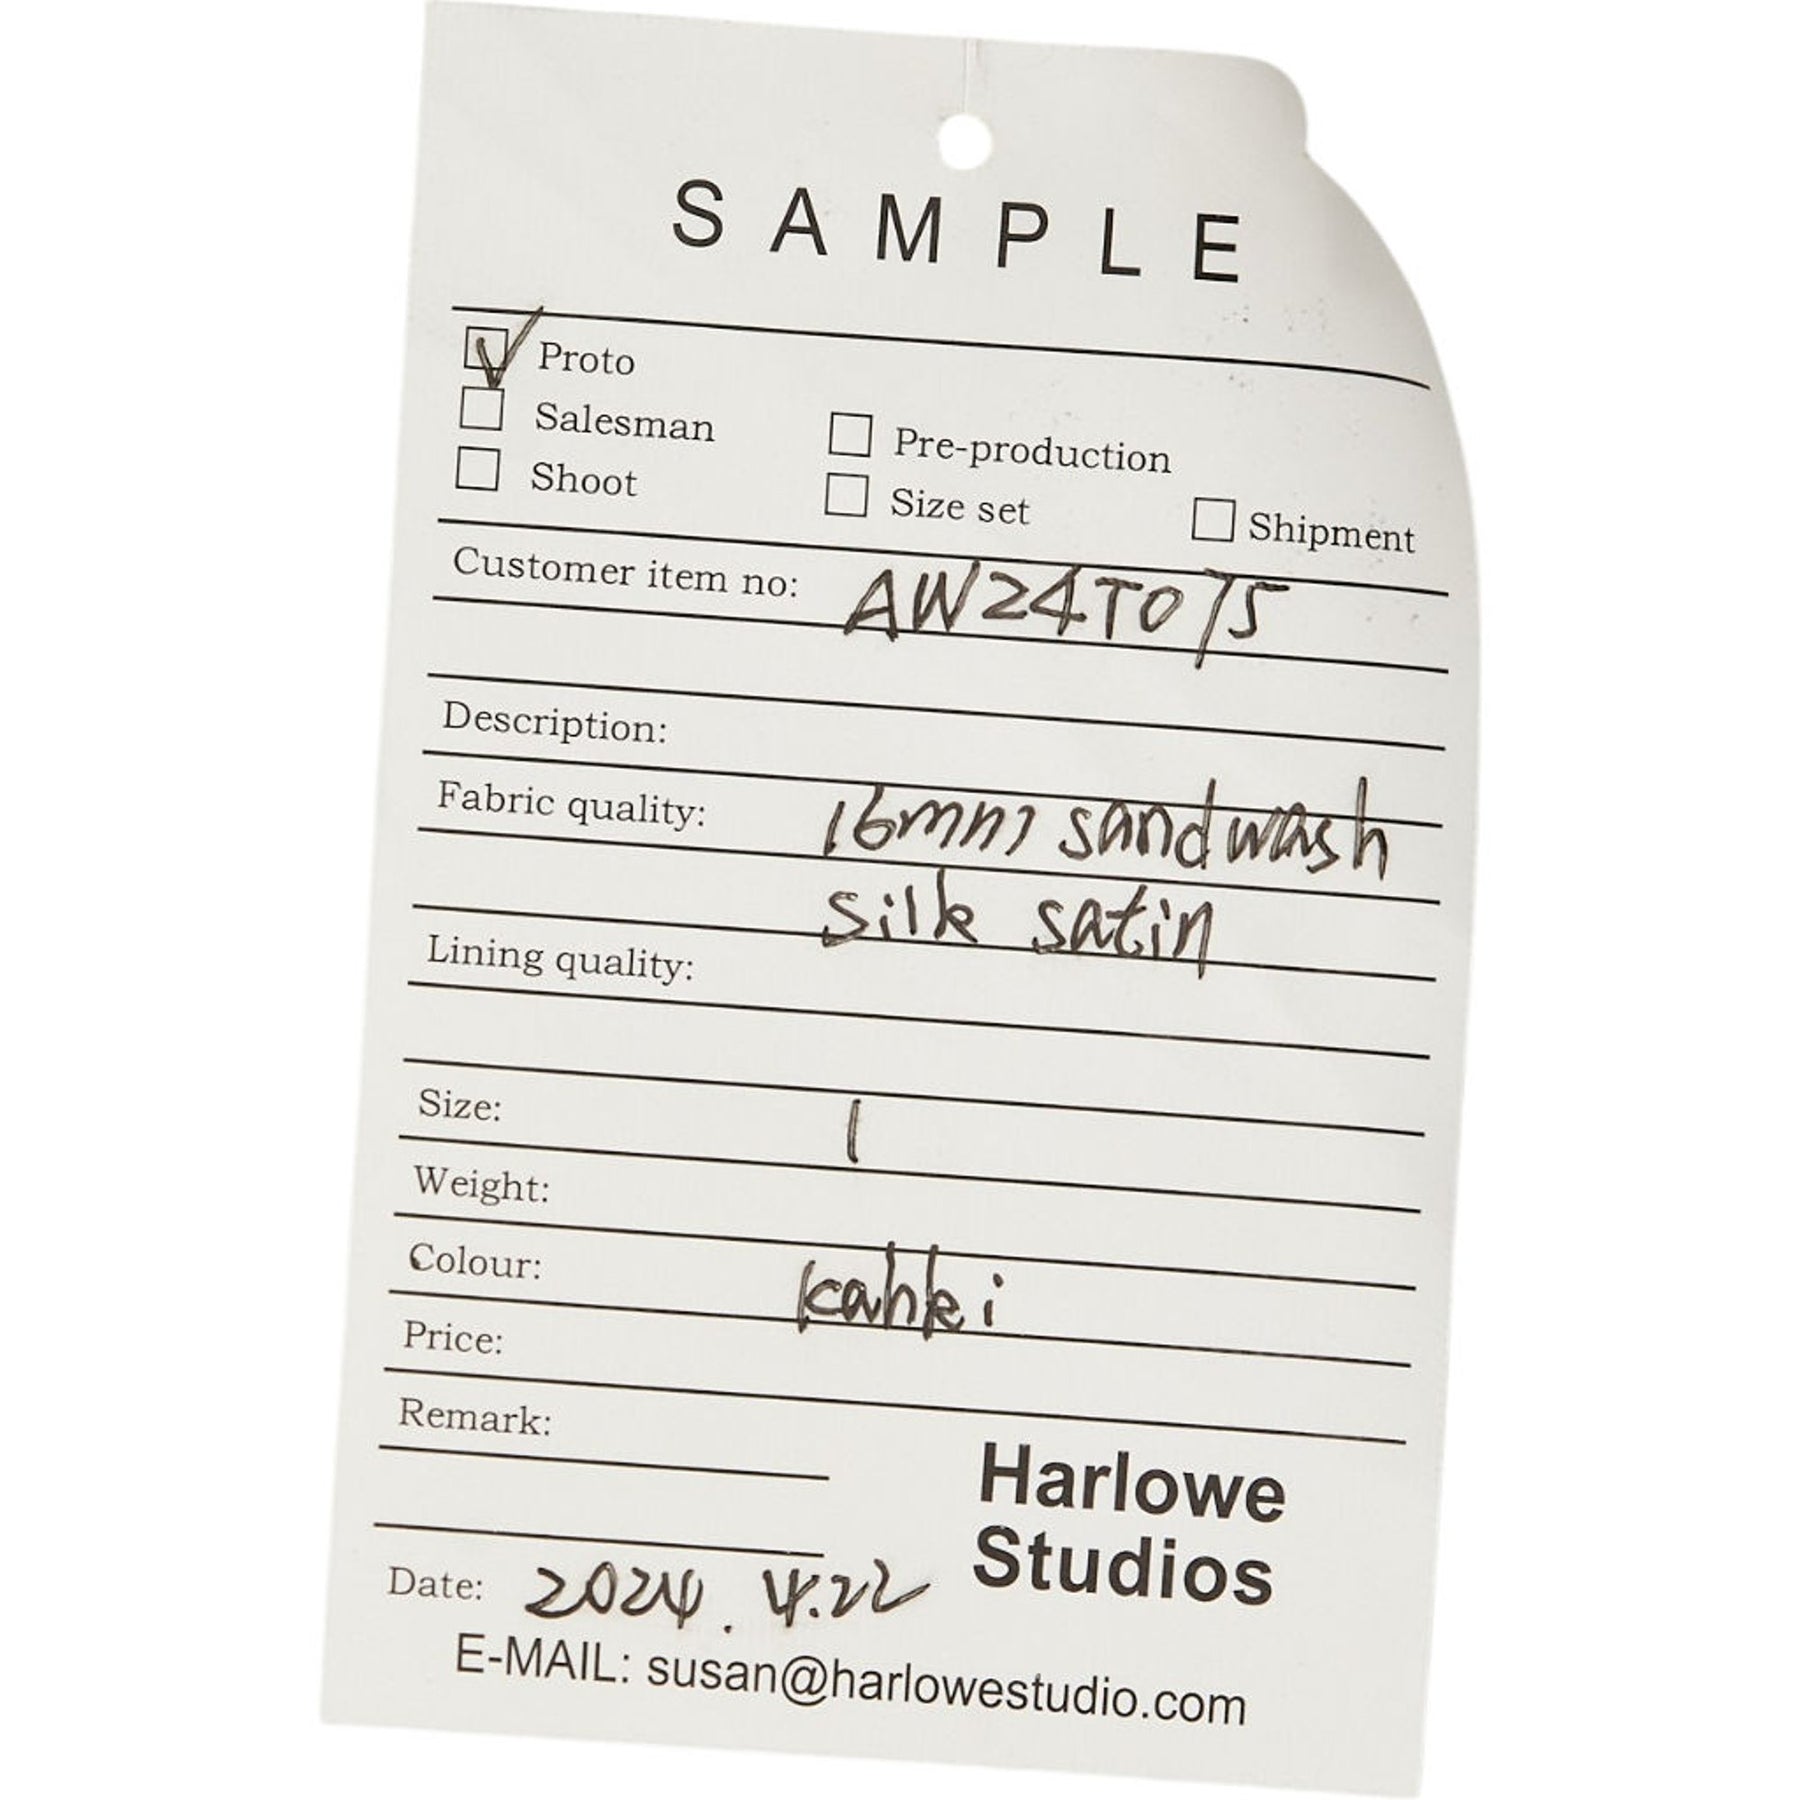 SAMPLE
Proto
Salesman Pre-production
Shoot Size set Shipment
Customer item no: AW24T075
Description:
Fabric quality: 16mm sandwash
silk satin
Lining quality:
Size: 1
Weight:
Colour: kahki
Price:
Remark:
Harlowe
Studios
Date: 2024.4.22
E-MAIL: susan@harlowestudio.com